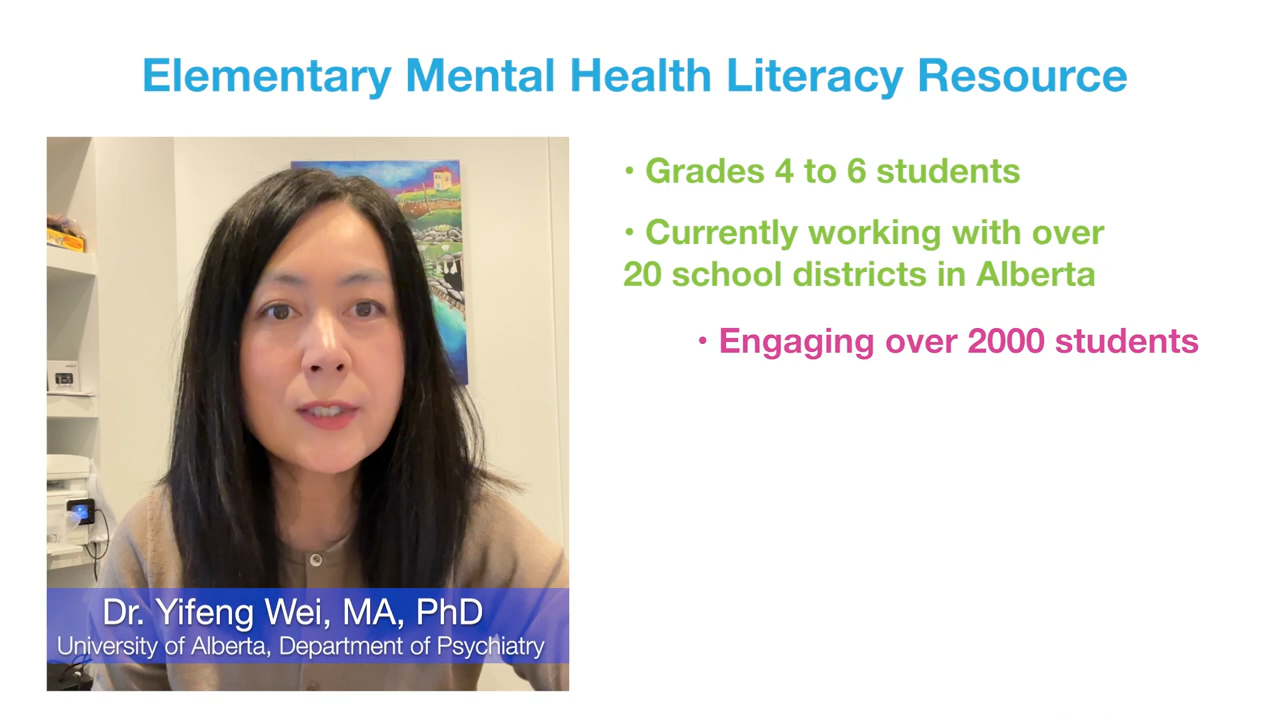 Elementary Mental Health Literacy Resource
• Grades 4 to 6 students
• Currently working with over
20 school districts in Alberta
• Engaging over 2000 students
Dr. Yifeng Wei, MA, PhD
University of Alberta, Department of Psychiatry